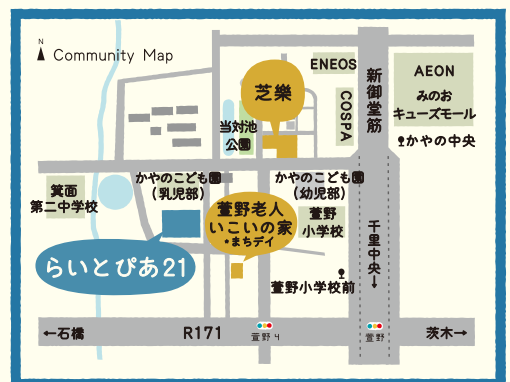 N
Community Map
ENEOS
新御堂筋
AEON
みのお
キューズモール
芝樂
COSPA
当対池
公園
かやの中央
かやのこども園
（乳児部）
かやのこども園
（幼児部）
箕面
第二中学校
萱野老人
いこいの家
★まちデイ
萱野
小学校
千里中央→
らいとぴあ21
萱野小学校前
←石橋
R171
萱野4
萱野
茨木→